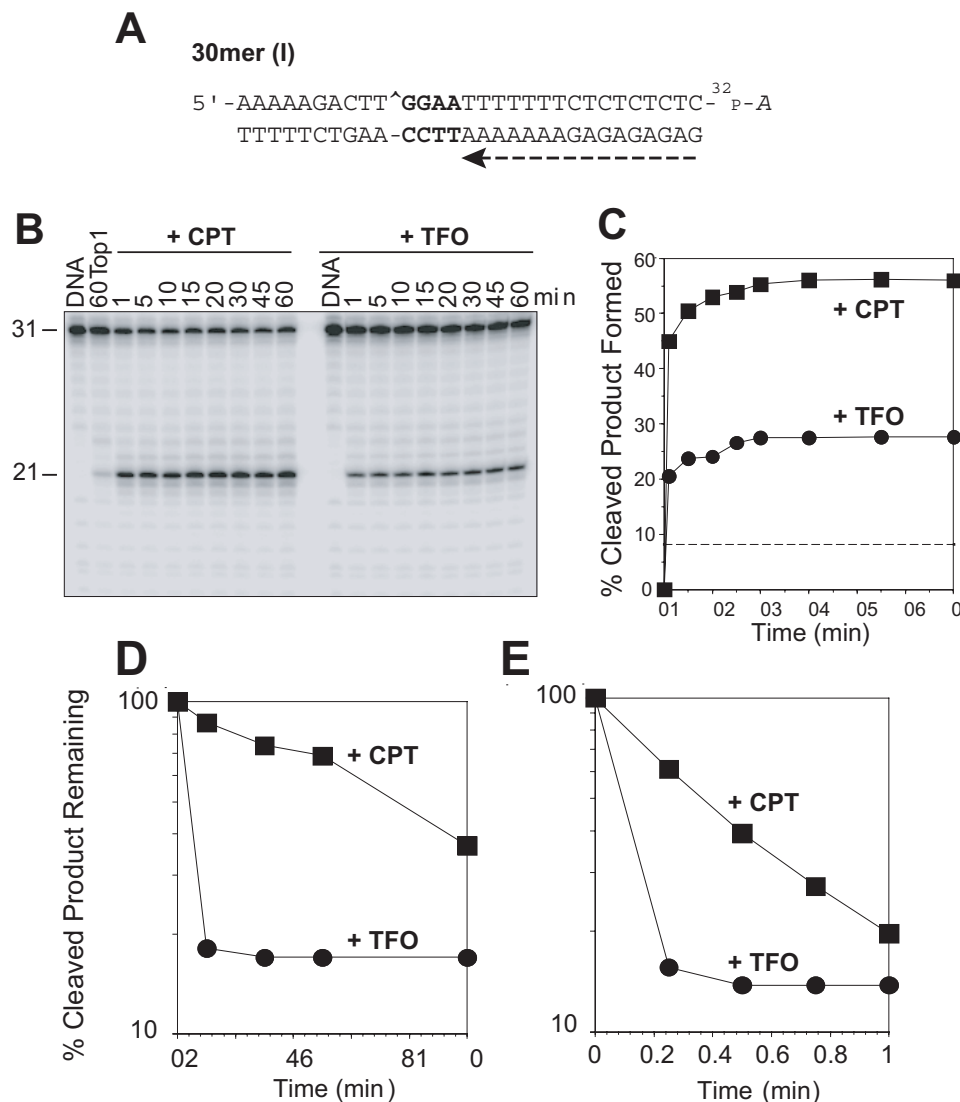 A
30mer (I)
5'-AAAAAGACTT^GGAATTTTTTTCTCTCTCTC-32P-A
TTTTTCTGAA-CCTTAAAAAAAGAGAGAGAG
B
+ CPT
+ TFO
DNA 60 Top1 1 5 10 15 20 30 45 60 DNA 1 5 10 15 20 30 45 60 min
31
21
C
% Cleaved Product Formed
60
50
40
30
20
10
0
+ CPT
+ TFO
01 02 03 04 05 06 0
Time (min)
D
% Cleaved Product Remaining
100
10
+ CPT
+ TFO
02 46 81 0
Time (min)
E
100
10
+ CPT
+ TFO
0 0.2 0.4 0.6 0.8 1
Time (min)